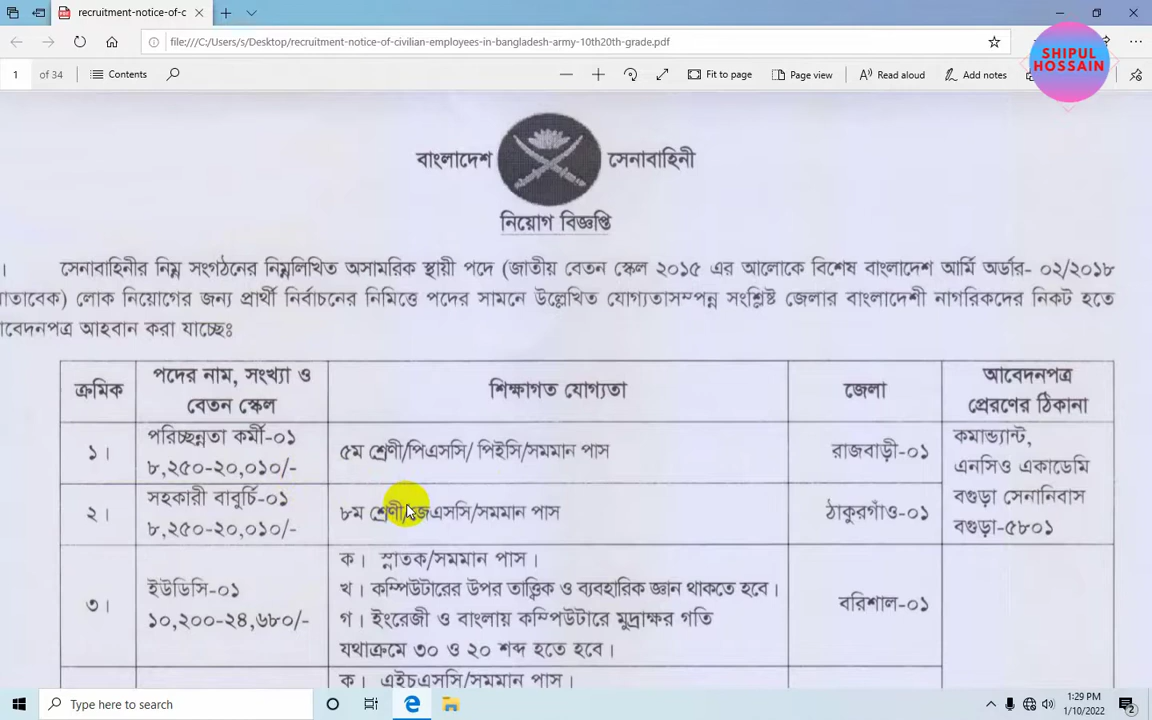 recruitment-notice-of-c
file:///C:/Users/s/Desktop/recruitment-notice-of-civilian-employees-in-bangladesh-army-10th20th-grade.pdf
1 of 34 Contents Fit to page Page view Read aloud Add notes
SHIPUL
HOSSAIN
বাংলাদেশ সেনাবাহিনী
নিয়োগ বিজ্ঞপ্তি
। সেনাবাহিনীর নিম্ন সংগঠনের নিম্নলিখিত অসামরিক স্থায়ী পদে (জাতীয় বেতন স্কেল ২০১৫ এর আলোকে বিশেষ বাংলাদেশ আর্মি অর্ডার- ০২/২০১৮
মাতাবেক) লোক নিয়োগের জন্য প্রার্থী নির্বাচনের নিমিত্তে পদের সামনে উল্লেখিত যোগ্যতাসম্পন্ন সংশ্লিষ্ট জেলার বাংলাদেশী নাগরিকদের নিকট হতে
াবেদনপত্র আহবান করা যাচ্ছেঃ
ক্রমিক পদের নাম, সংখ্যা ও বেতন স্কেল শিক্ষাগত যোগ্যতা জেলা আবেদনপত্র প্রেরণের ঠিকানা
১। পরিচ্ছন্নতা কর্মী-০১ ৫ম শ্রেণী/পিএসসি/ পিইসি/সমমান পাস রাজবাড়ী-০১ কমান্ড্যান্ট,
৮,২৫০-২০,০১০/- এনসিও একাডেমি
২। সহকারী বাবুর্চি-০১ ৮ম শ্রেণী/জেএসসি/সমমান পাস ঠাকুরগাঁও-০১ বগুড়া সেনানিবাস
৮,২৫০-২০,০১০/- বগুড়া-৫৮০১
৩। ইউডিসি-০১ ক। স্নাতক/সমমান পাস। বরিশাল-০১
১০,২০০-২৪,৬৮০/- খ। কম্পিউটারের উপর তাত্ত্বিক ও ব্যবহারিক জ্ঞান থাকতে হবে।
গ। ইংরেজী ও বাংলায় কম্পিউটারে মুদ্রাক্ষর গতি
যথাক্রমে ৩০ ও ২০ শব্দ হতে হবে।
ক। এইচএসসি/সমমান পাস।
Type here to search
1:29 PM
1/10/2022
2